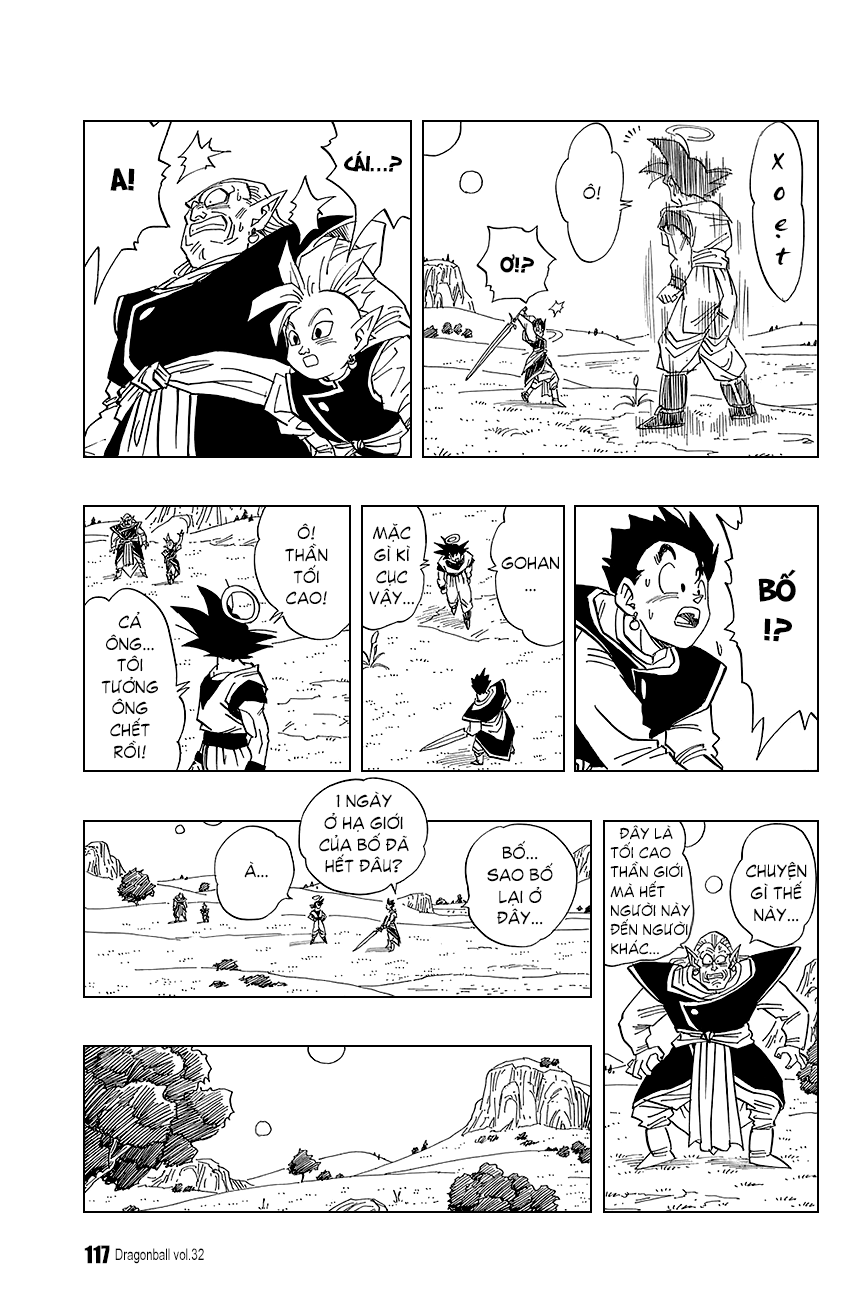 X
o
ẹ
t
Ô!
Ơ!?
CÁI...?
A!
BỐ
!?
GOHAN
...
MẶC
GÌ KÌ
CỤC
VẬY...
Ô!
THẦN
TỐI
CAO!
CẢ
ÔNG...
TÔI
TƯỞNG
ÔNG
CHẾT
RỒI!
CHUYỆN
GÌ THẾ
NÀY...
ĐÂY LÀ
TỐI CAO
THẦN GIỚI
MÀ HẾT
NGƯỜI NÀY
ĐẾN NGƯỜI
KHÁC...
BỐ...
SAO BỐ
LẠI Ở
ĐÂY...
1 NGÀY
Ở HẠ GIỚI
CỦA BỐ ĐÃ
HẾT ĐÂU?
À...
117 Dragonball vol.32